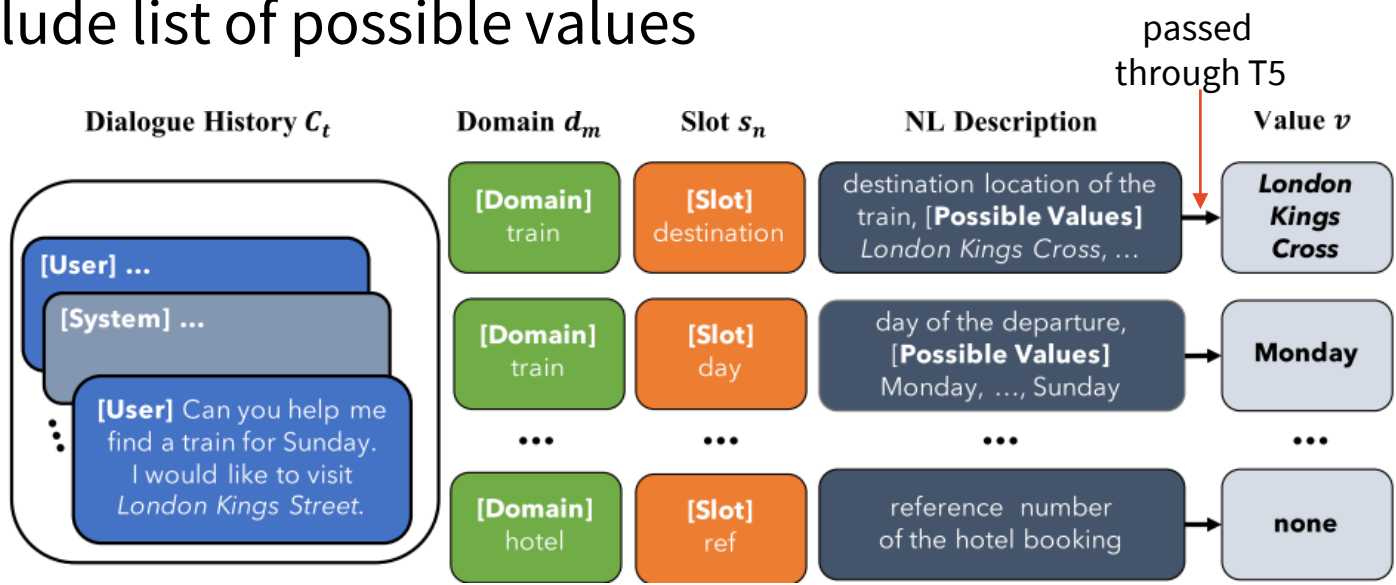 lude list of possible values
passed
through T5
Dialogue History Cₜ
Domain dₘ
Slot sₙ
NL Description
Value v
[User] ...
[System] ...
[User] Can you help me
find a train for Sunday.
I would like to visit
London Kings Street.
[Domain]
train
[Slot]
destination
destination location of the
train, [Possible Values]
London Kings Cross, ...
London
Kings
Cross
[Domain]
train
[Slot]
day
day of the departure,
[Possible Values]
Monday, ..., Sunday
Monday
[Domain]
hotel
[Slot]
ref
reference number
of the hotel booking
none